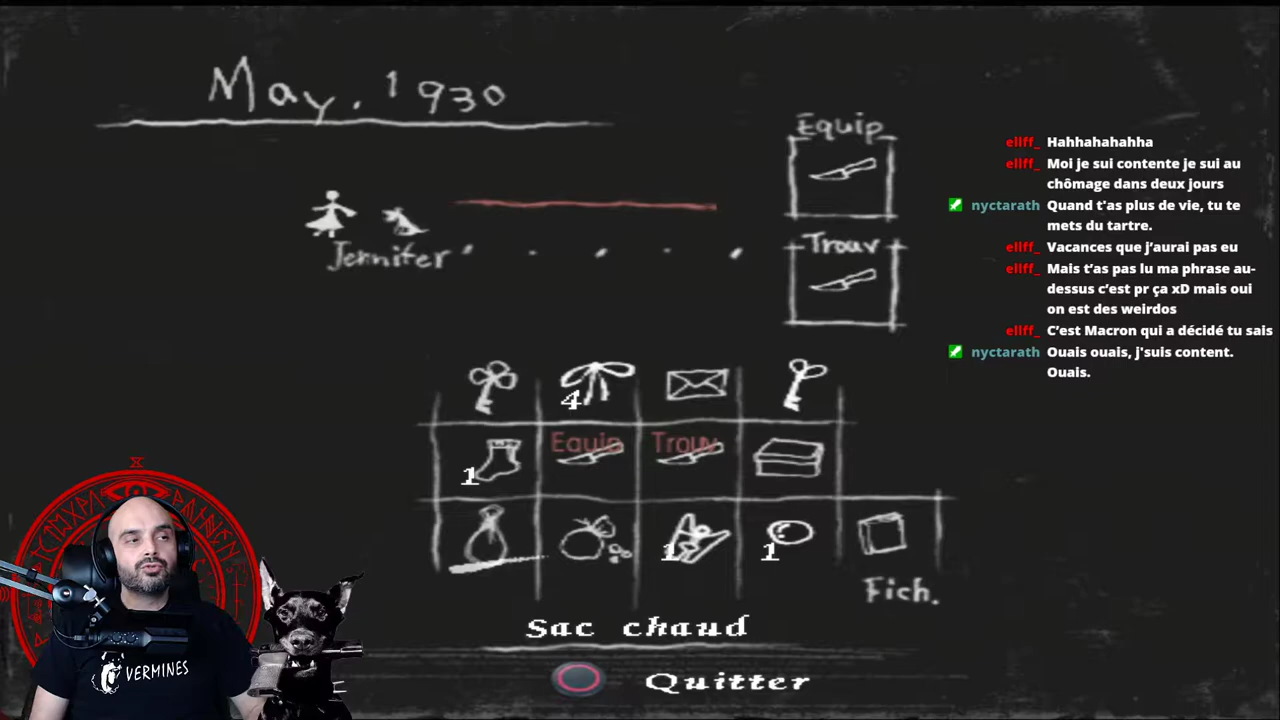 May. 1930
Equip
Trouv
Jennifer
4
Equip Trouv
1
1 1
Fich.
Sac chaud
Quitter
ellff_ Hahhahahahha
ellff_ Moi je sui contente je sui au
chômage dans deux jours
nyctarath Quand t'as plus de vie, tu te
mets du tartre.
ellff_ Vacances que j’aurai pas eu
ellff_ Mais t’as pas lu ma phrase au-
dessus c’est pr ça xD mais oui
on est des weirdos
ellff_ C’est Macron qui a décidé tu sais
nyctarath Ouais ouais, j'suis content.
Ouais.
VERMINES